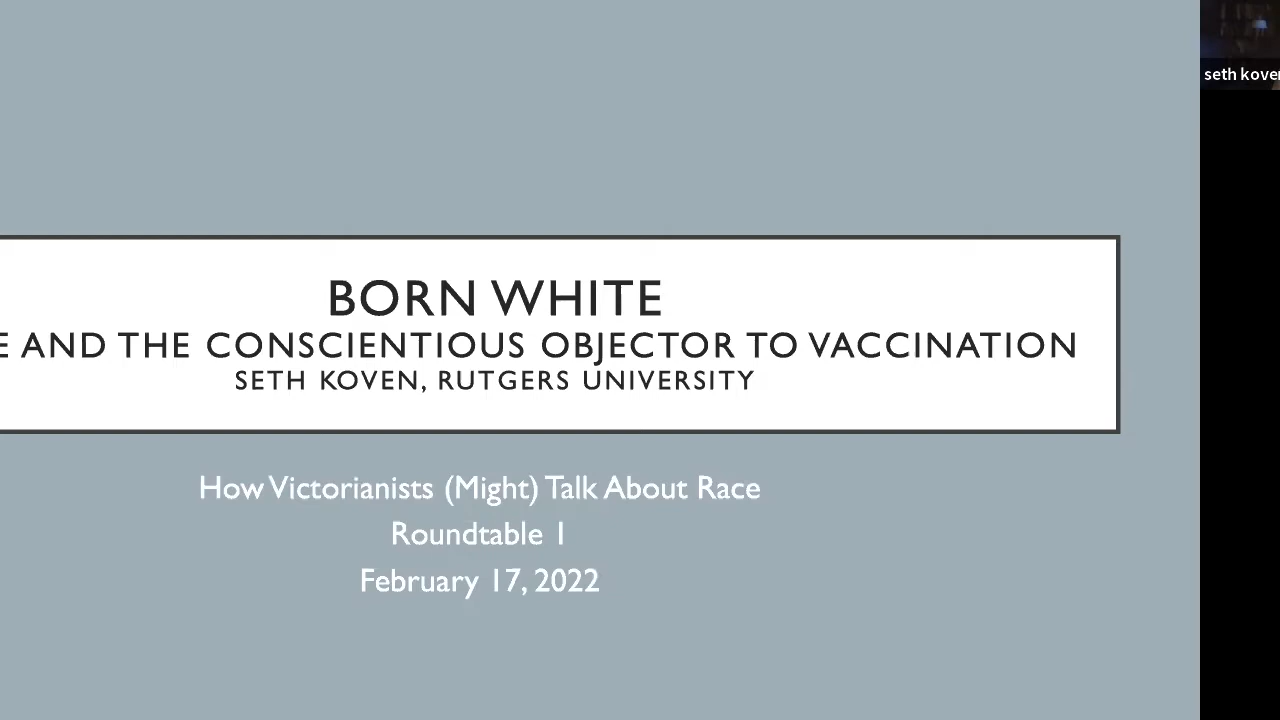 BORN WHITE
E AND THE CONSCIENTIOUS OBJECTOR TO VACCINATION
SETH KOVEN, RUTGERS UNIVERSITY
How Victorianists (Might) Talk About Race
Roundtable 1
February 17, 2022
seth koven